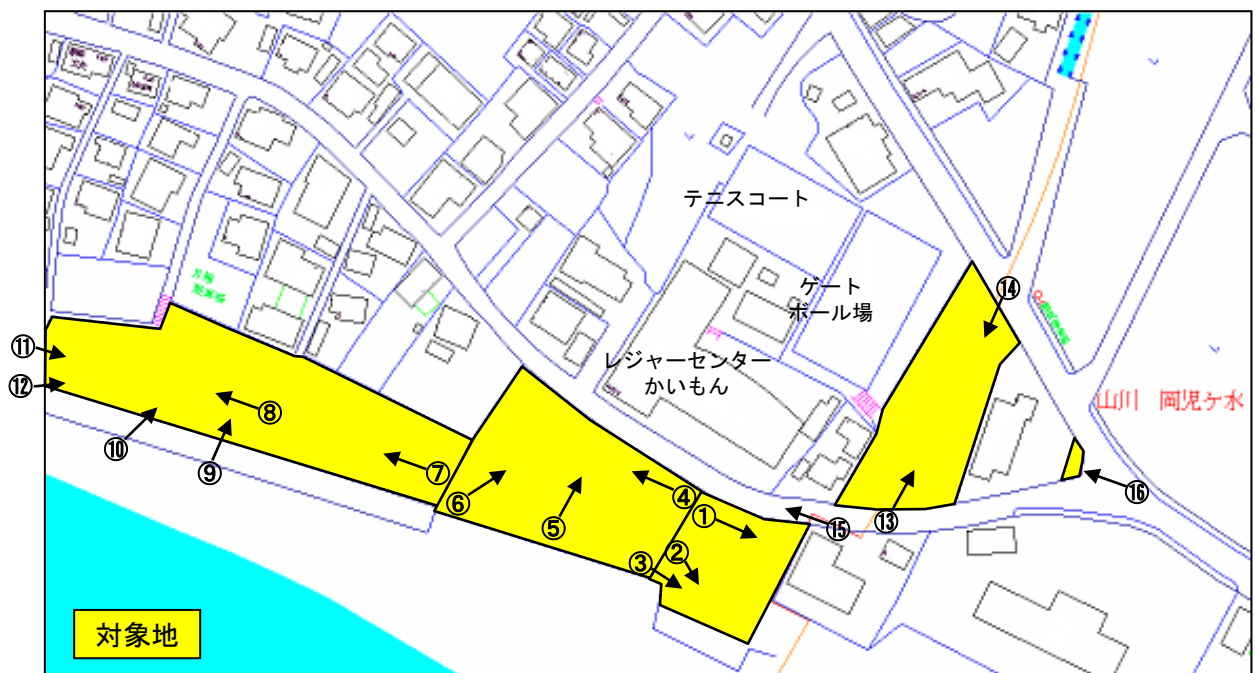 テニスコート
ゲート
ボール場
レジャーセンター
かいもん
山川 岡児ケ水
⑭
⑪
⑫
⑩
⑧
⑨
⑦
⑥
⑤
④
①
③
②
⑮
⑬
⑯
対象地